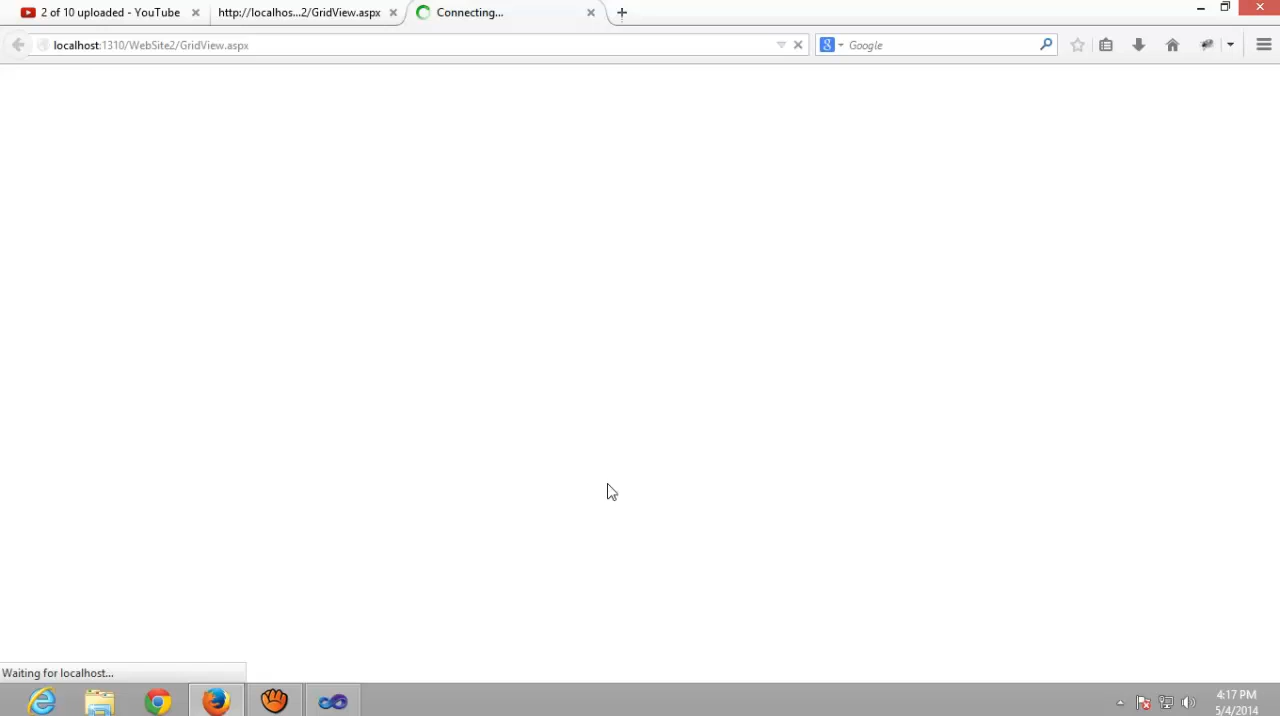 2 of 10 uploaded - YouTube
http://localhos...2/GridView.aspx
Connecting...
localhost:1310/WebSite2/GridView.aspx
Google
Waiting for localhost...
4:17 PM
5/4/2014